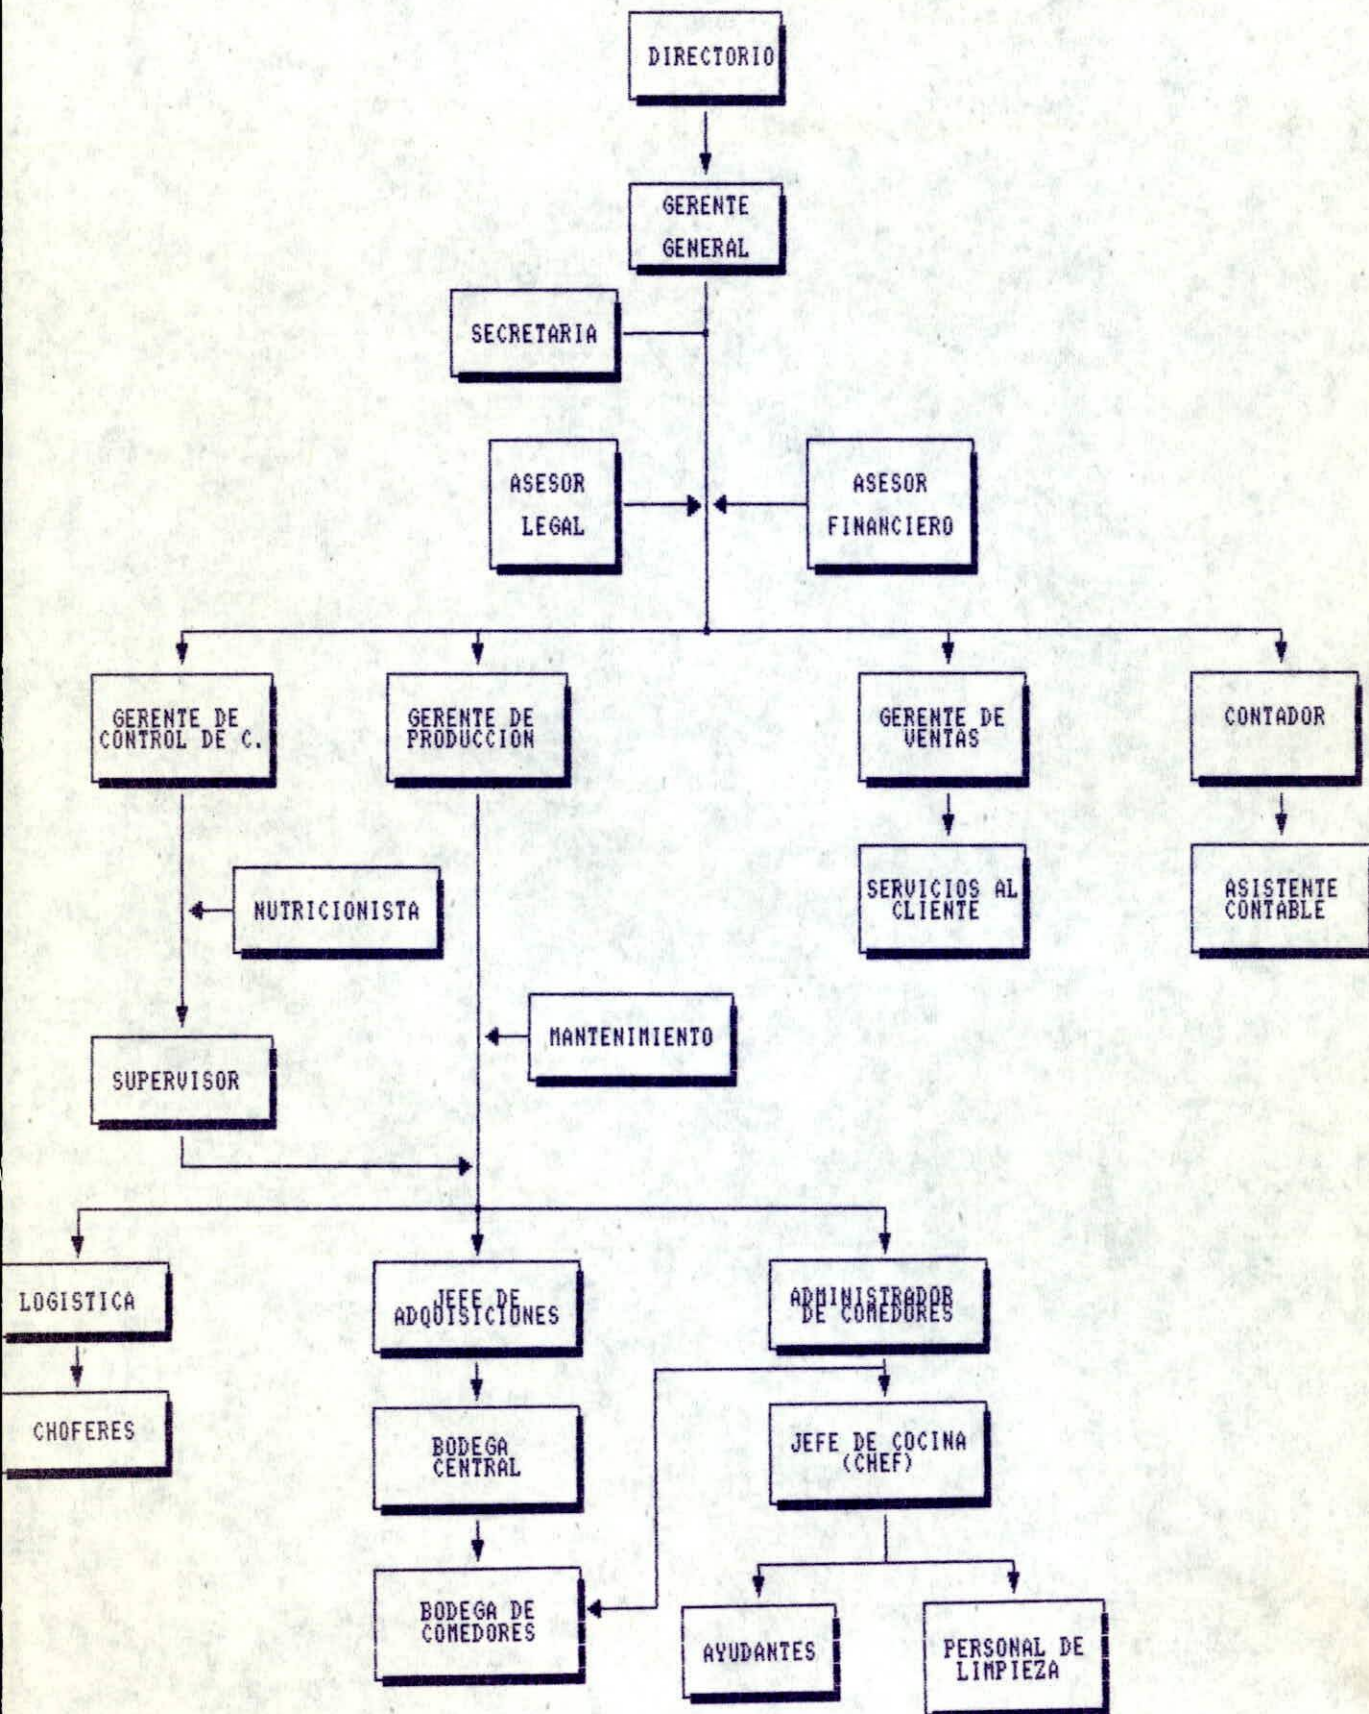 DIRECTORIO
GERENTE
GENERAL
SECRETARIA
ASESOR
LEGAL
ASESOR
FINANCIERO
GERENTE DE
CONTROL DE C.
GERENTE DE
PRODUCCION
GERENTE DE
VENTAS
CONTADOR
NUTRICIONISTA
SERVICIOS AL
CLIENTE
ASISTENTE
CONTABLE
MANTENIMIENTO
SUPERVISOR
LOGISTICA
JEFE DE
ADQUISICIONES
ADMINISTRADOR
DE COMEDORES
CHOFERES
BODEGA
CENTRAL
JEFE DE COCINA
(CHEF)
BODEGA DE
COMEDORES
AYUDANTES
PERSONAL DE
LIMPIEZA